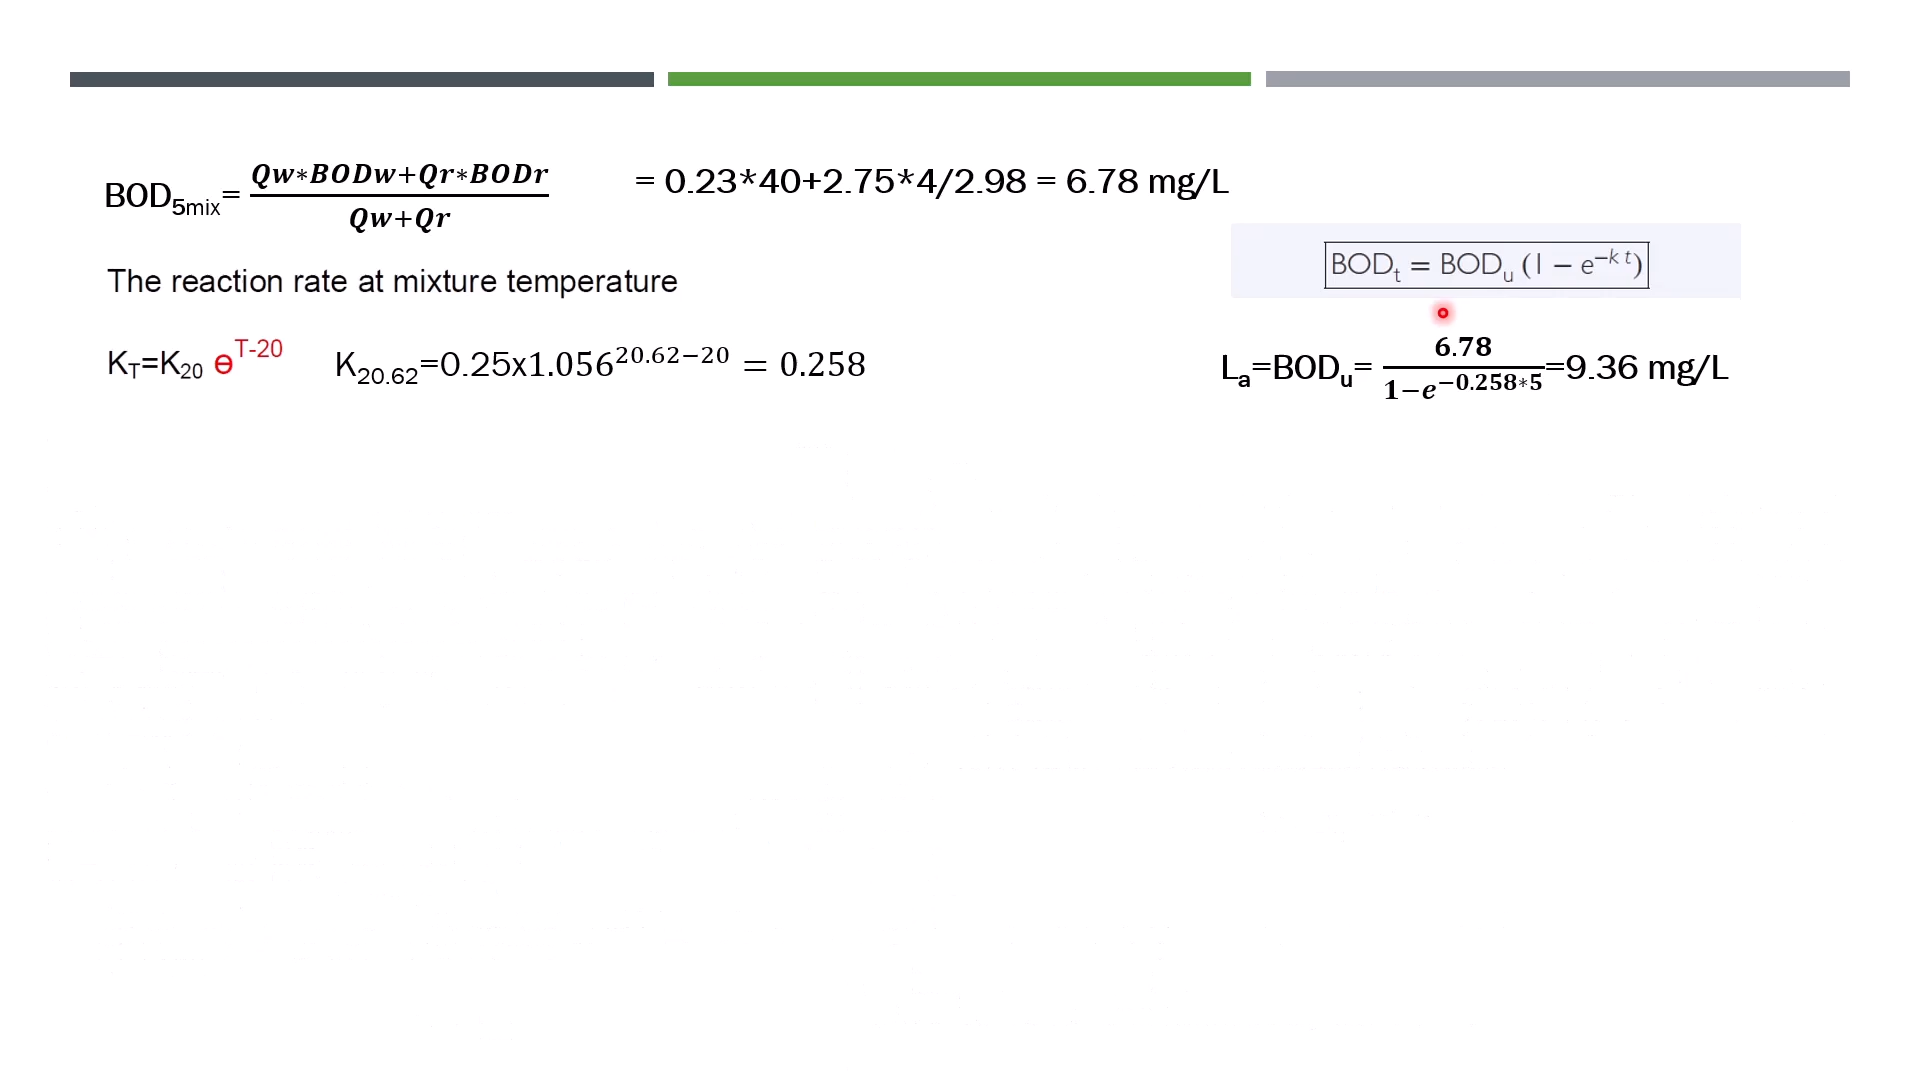 BOD5mix= Qw*BODw+Qr*BODr / Qw+Qr = 0.23*40+2.75*4/2.98 = 6.78 mg/L
BODt = BODu (1 − e^−k t)
The reaction rate at mixture temperature
KT=K20 ɵ^T-20 K20.62=0.25x1.056^20.62−20 = 0.258
La=BODu= 6.78 / 1−e^−0.258*5 =9.36 mg/L